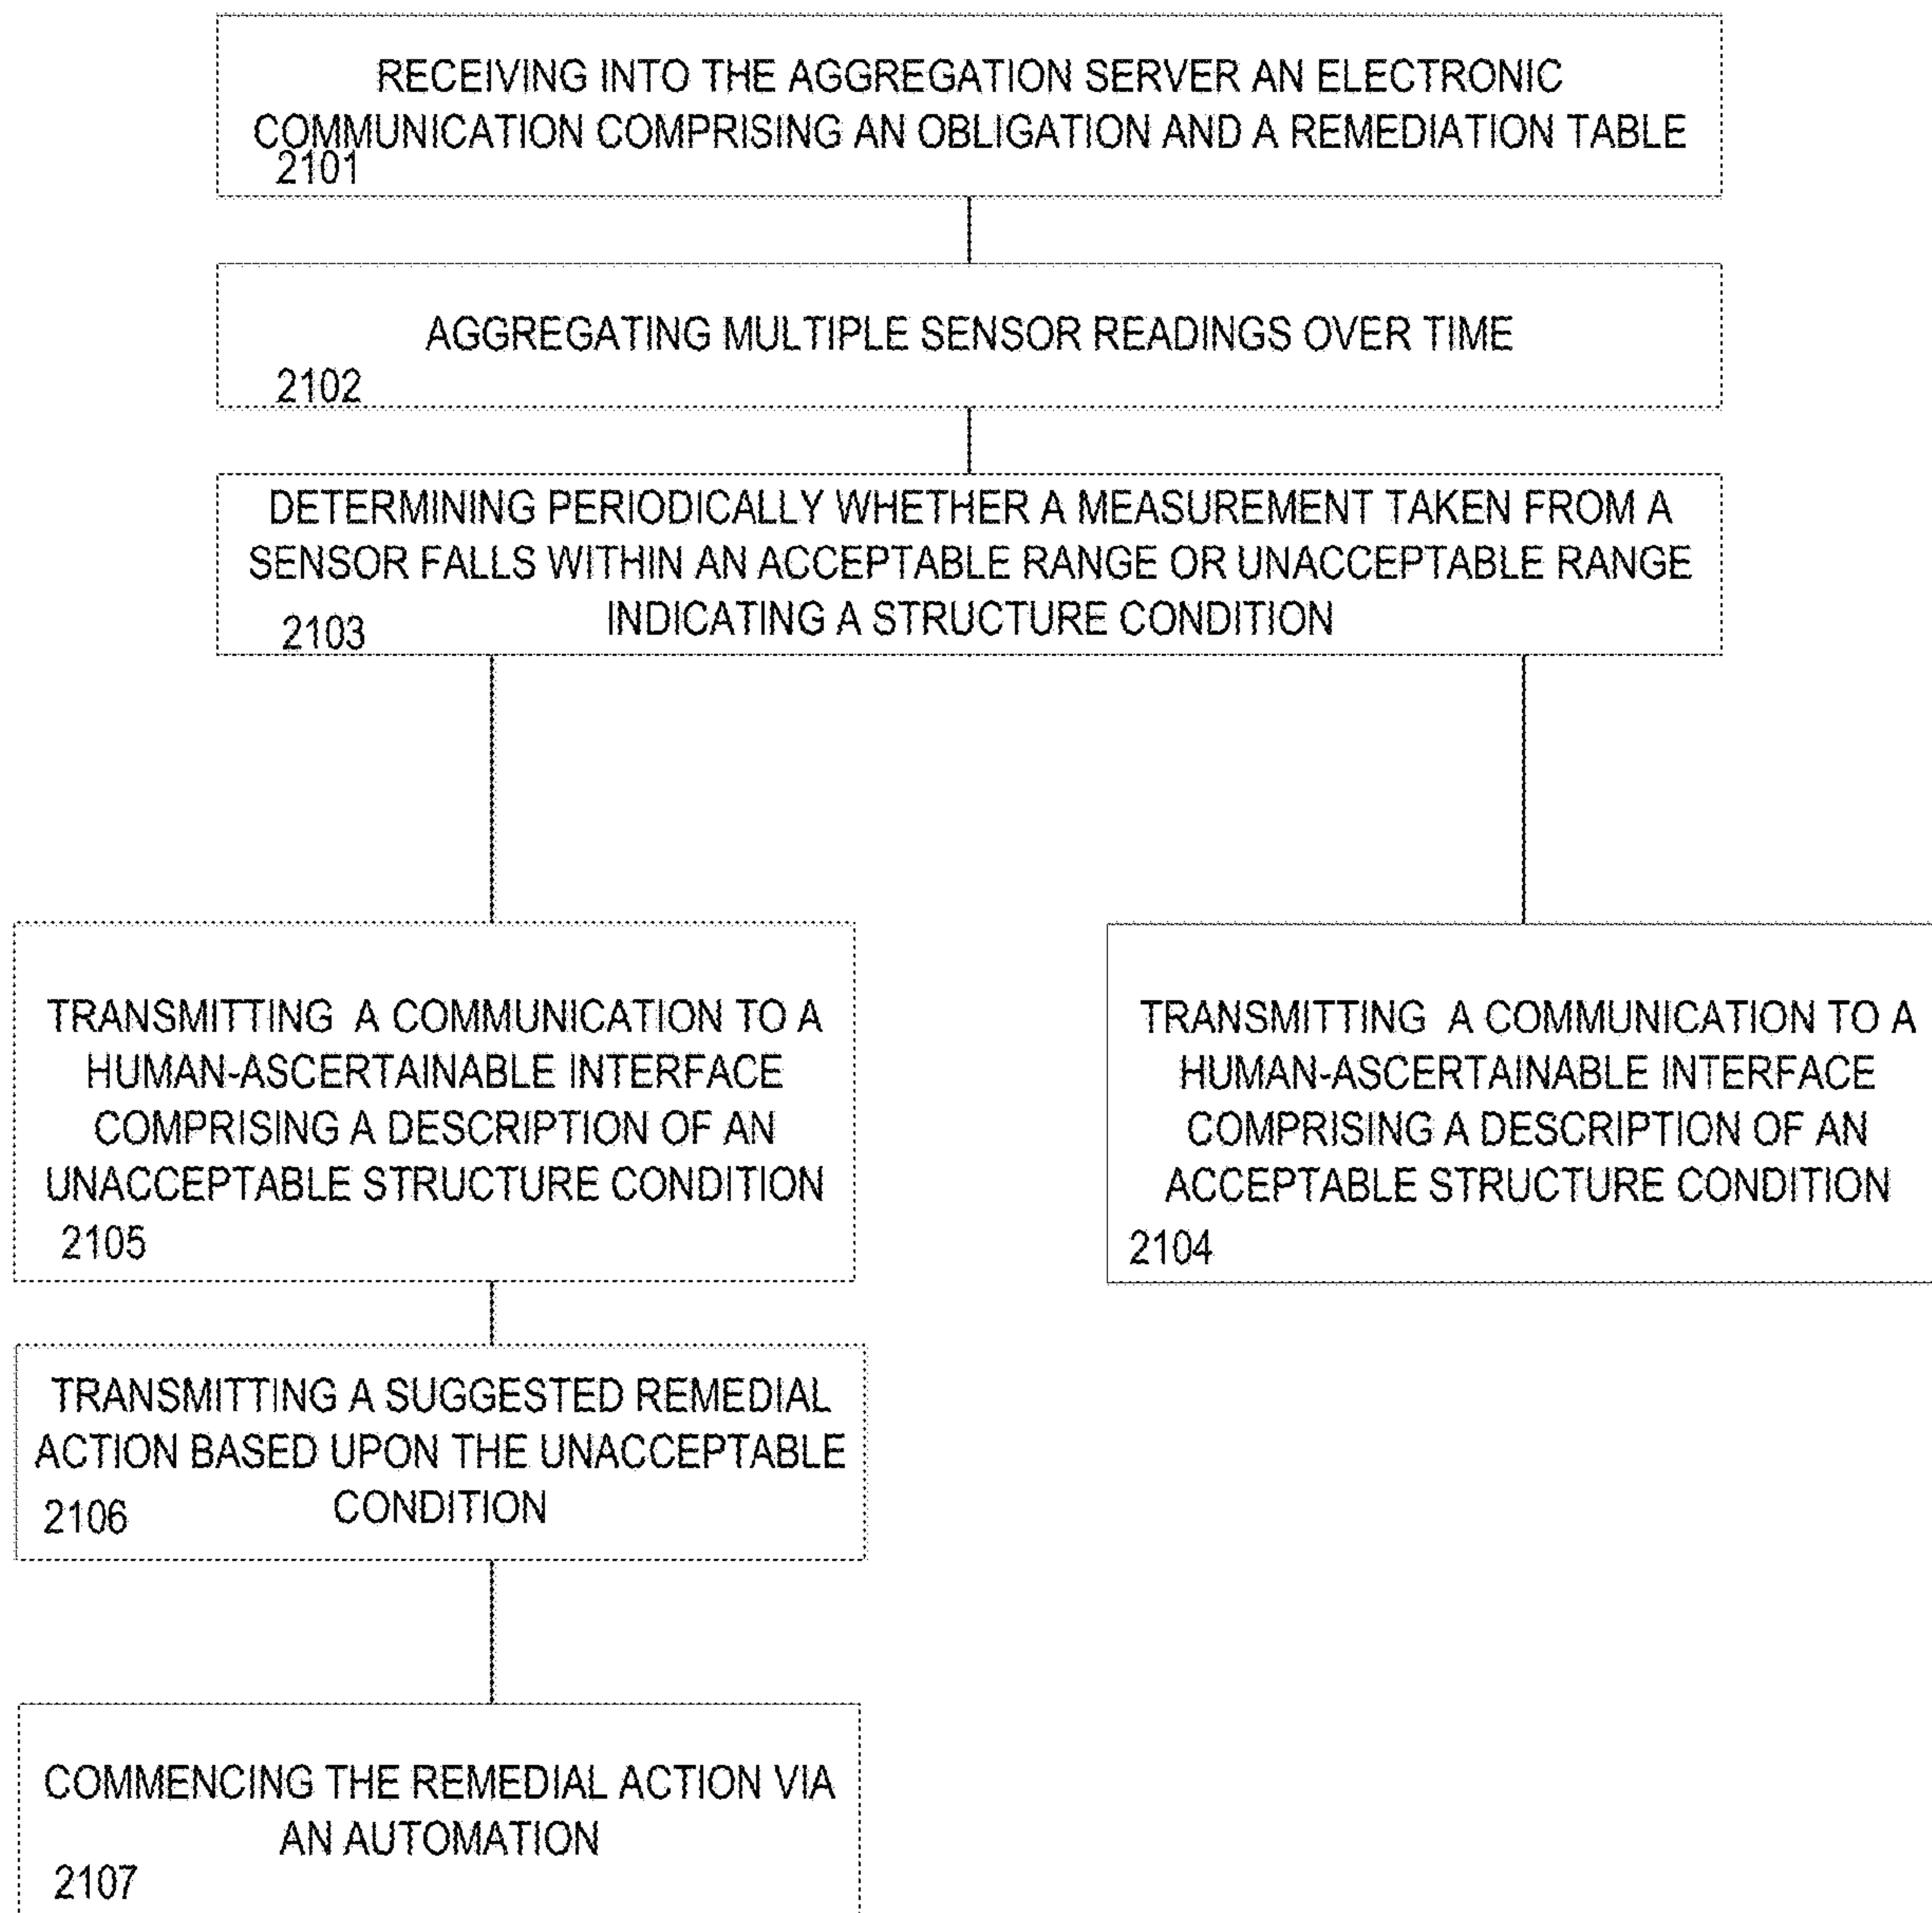 RECEIVING INTO THE AGGREGATION SERVER AN ELECTRONIC
COMMUNICATION COMPRISING AN OBLIGATION AND A REMEDIATION TABLE
2101
AGGREGATING MULTIPLE SENSOR READINGS OVER TIME
2102
DETERMINING PERIODICALLY WHETHER A MEASUREMENT TAKEN FROM A
SENSOR FALLS WITHIN AN ACCEPTABLE RANGE OR UNACCEPTABLE RANGE
INDICATING A STRUCTURE CONDITION
2103
TRANSMITTING A COMMUNICATION TO A
HUMAN-ASCERTAINABLE INTERFACE
COMPRISING A DESCRIPTION OF AN
UNACCEPTABLE STRUCTURE CONDITION
2105
TRANSMITTING A COMMUNICATION TO A
HUMAN-ASCERTAINABLE INTERFACE
COMPRISING A DESCRIPTION OF AN
ACCEPTABLE STRUCTURE CONDITION
2104
TRANSMITTING A SUGGESTED REMEDIAL
ACTION BASED UPON THE UNACCEPTABLE
CONDITION
2106
COMMENCING THE REMEDIAL ACTION VIA
AN AUTOMATION
2107